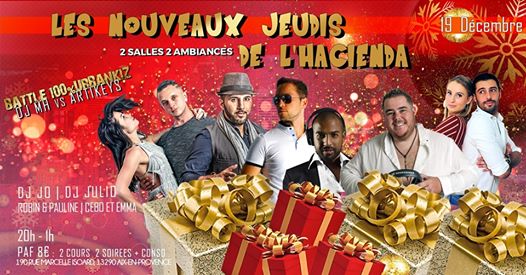 LES NOUVEAUX JEUDIS
2 SALLES 2 AMBIANCES
DE L'HACIENDA
19 Décembre
BATTLE 100% URBANKIZ
DJ MH VS ARTIKEYS
DJ JO | DJ JULIO
ROBIN & PAULINE | CEBO ET EMMA
20h - 1h
PAF 8€ : 2 COURS 2 SOIREES + CONSO
190 RUE MARCELLE ISOARD, 13290 AIX-EN-PROVENCE